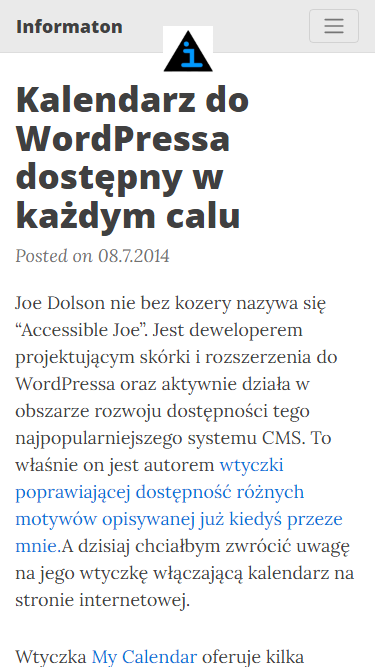 Informaton
i
Kalendarz do
WordPressa
dostępny w
każdym calu
Posted on 08.7.2014
Joe Dolson nie bez kozery nazywa się
“Accessible Joe”. Jest deweloperem
projektującym skórki i rozszerzenia do
WordPressa oraz aktywnie działa w
obszarze rozwoju dostępności tego
najpopularniejszego systemu CMS. To
właśnie on jest autorem wtyczki
poprawiającej dostępność różnych
motywów opisywanej już kiedyś przeze
mnie.A dzisiaj chciałbym zwrócić uwagę
na jego wtyczkę włączającą kalendarz na
stronie internetowej.
Wtyczka My Calendar oferuje kilka